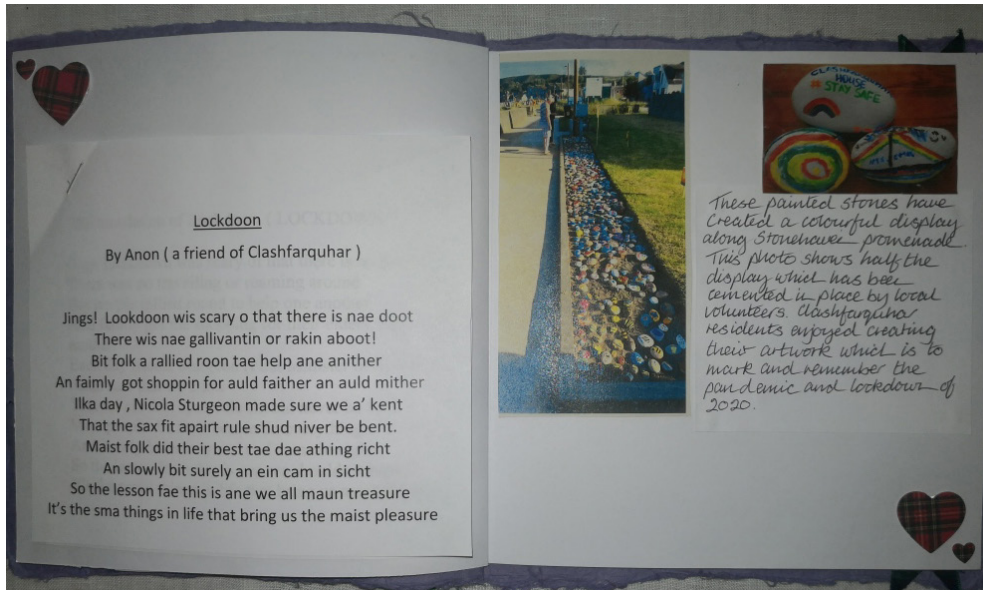 Lockdoon
By Anon ( a friend of Clashfarquhar )
Jings! Lookdoon wis scary o that there is nae doot
There wis nae gallivantin or rakin aboot!
Bit folk a rallied roon tae help ane anither
An faimly got shoppin for auld faither an auld mither
Ilka day , Nicola Sturgeon made sure we a’ kent
That the sax fit apairt rule shud niver be bent.
Maist folk did their best tae dae athing richt
An slowly bit surely an ein cam in sicht
So the lesson fae this is ane we all maun treasure
It’s the sma things in life that bring us the maist pleasure
HOUSE
STAY SAFE
These painted stones have
created a colourful display
along Stonehaven promenade.
This photo shows half the
display which has been
cemented in place by local
volunteers. Clashfarquhar
residents enjoyed creating
their artwork which is to
mark and remember the
pandemic and lockdown of
2020.